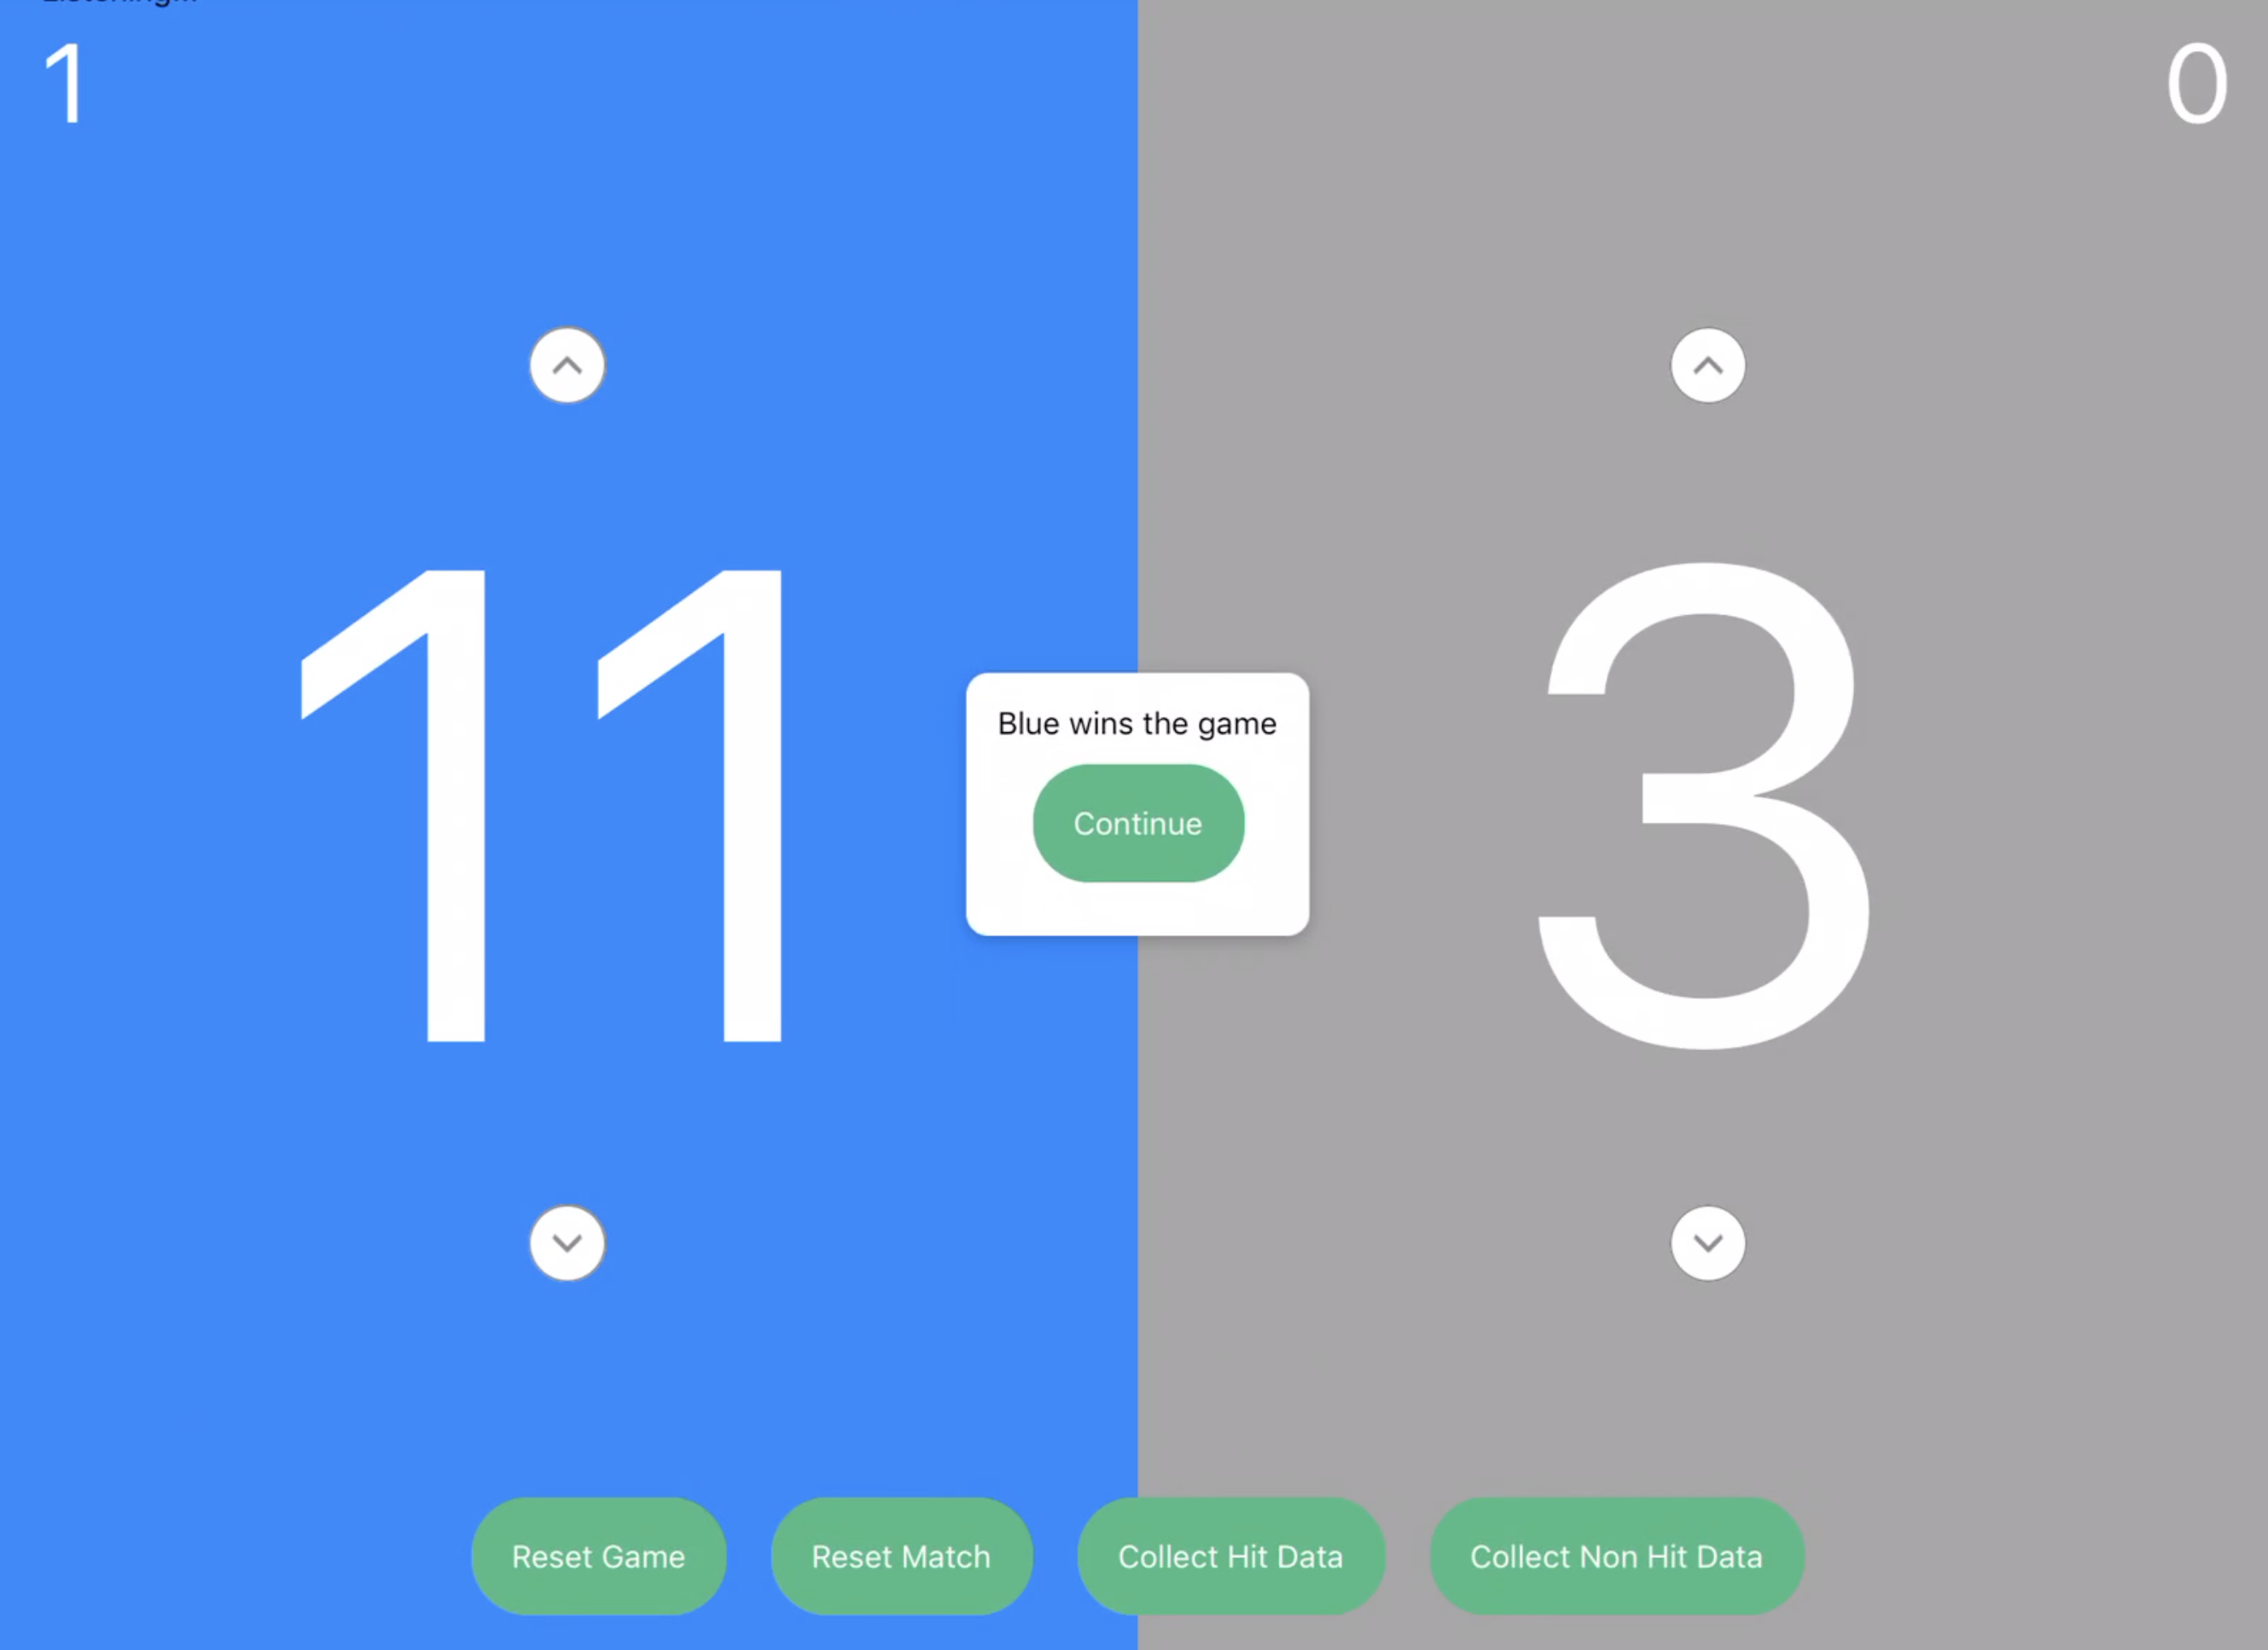 Listening...
1
0
11
3
Blue wins the game
Continue
Reset Game
Reset Match
Collect Hit Data
Collect Non Hit Data